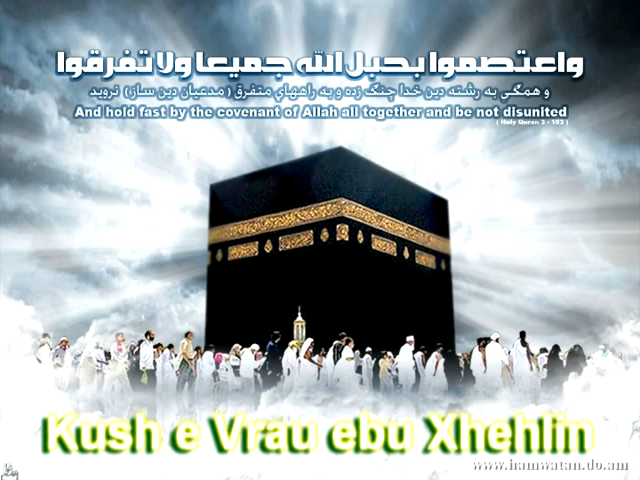 واعتصموا بحبل الله جميعا ولا تفرقوا
و همگی به رشته دین خدا چنگ زده و به راههای متفرق (مدعیان دین ساز) نروید
And hold fast by the covenant of Allah all together and be not disunited
( Holy Quran 3 - 103 )
Kush e Vrau ebu Xhehlin
www.hamwatan.do.am